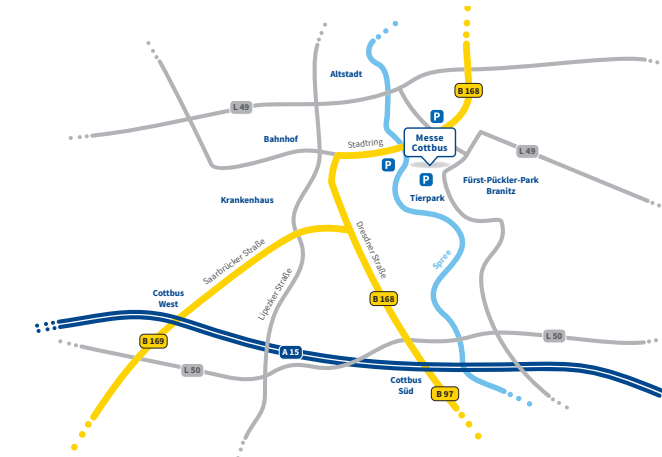 Altstadt
B 168
L 49
P
Messe
Cottbus
Bahnhof
Stadtring
L 49
P
P
Fürst-Pückler-Park
Branitz
Krankenhaus
Tierpark
Saarbrücker Straße
Dresdner Straße
Spree
Lipezker Straße
Cottbus
West
B 168
B 169
A 15
L 50
L 50
Cottbus
Süd
B 97